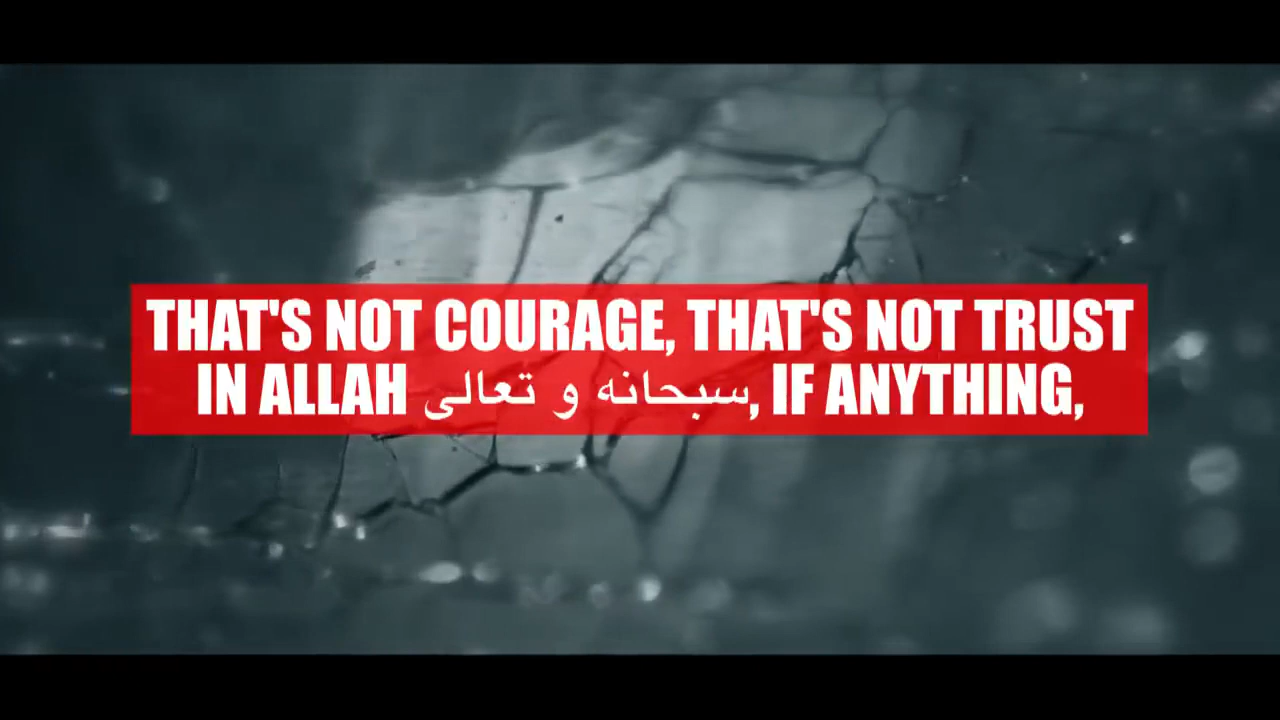 THAT'S NOT COURAGE, THAT'S NOT TRUST
IN ALLAH سبحانه و تعالى, IF ANYTHING,